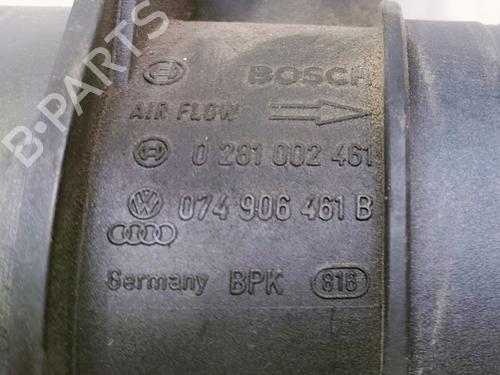 B-PARTS
BOSCH
AIR FLOW
0 281 002 461
074 906 461 B
Germany BPK 816